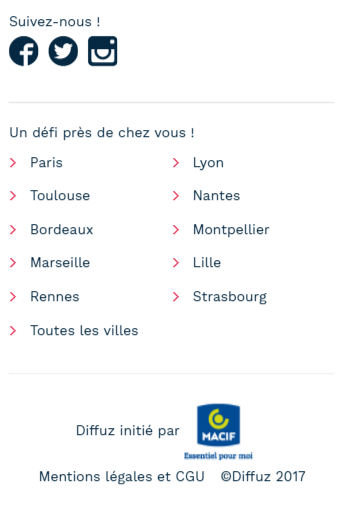 Suivez-nous !
Un défi près de chez vous !
Paris Lyon
Toulouse Nantes
Bordeaux Montpellier
Marseille Lille
Rennes Strasbourg
Toutes les villes
Diffuz initié par
MACIF
Essentiel pour moi
Mentions légales et CGU ©Diffuz 2017